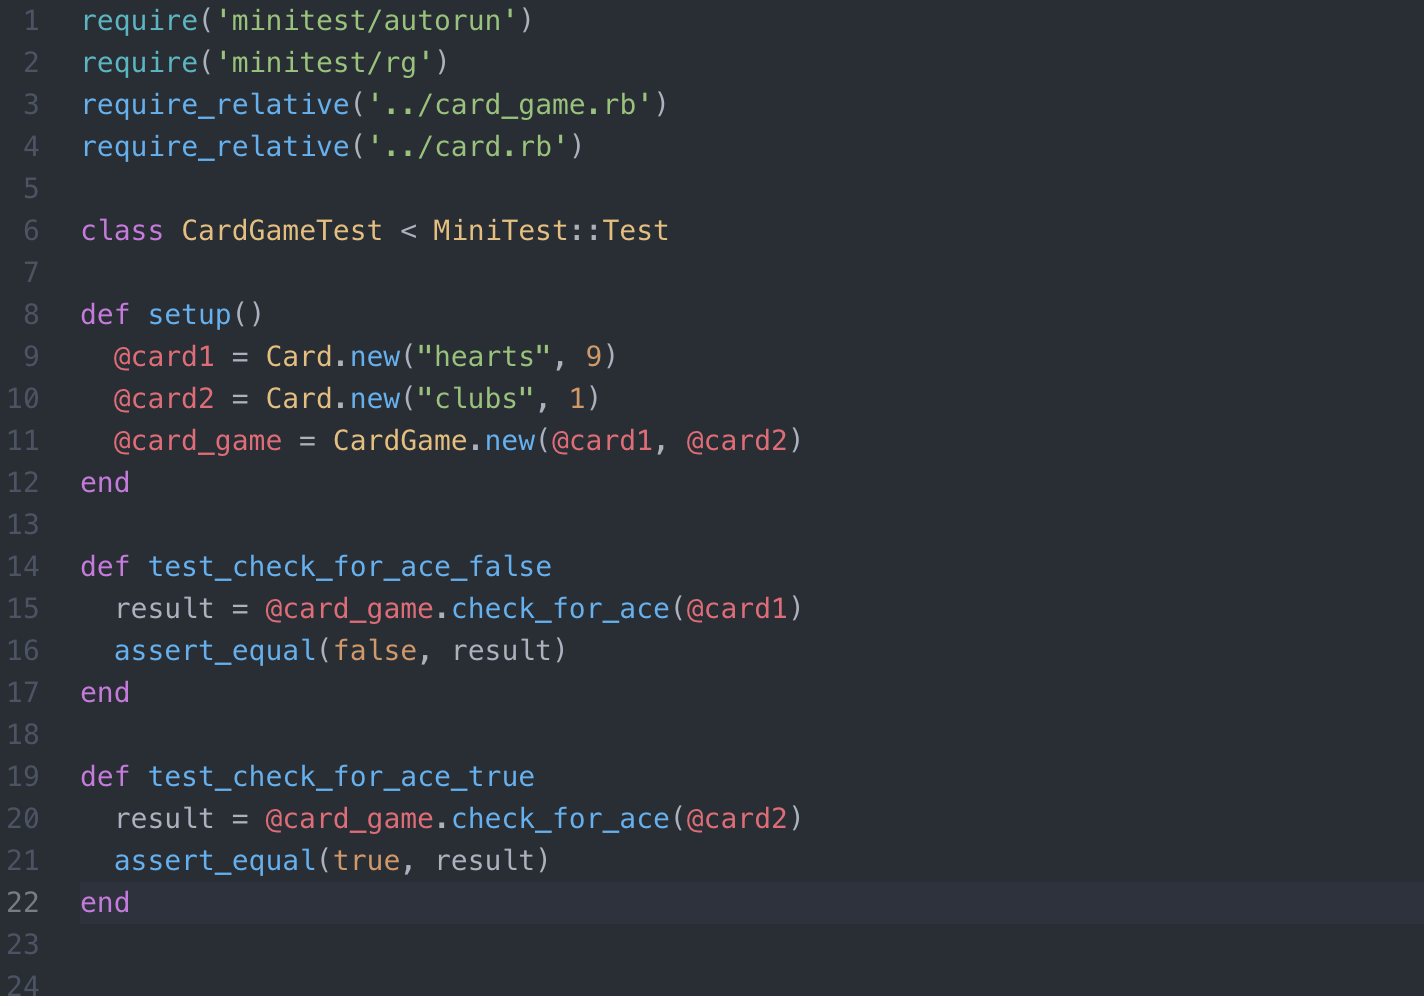 1 require('minitest/autorun')
2 require('minitest/rg')
3 require_relative('../card_game.rb')
4 require_relative('../card.rb')
5
6 class CardGameTest < MiniTest::Test
7
8 def setup()
9   @card1 = Card.new("hearts", 9)
10   @card2 = Card.new("clubs", 1)
11   @card_game = CardGame.new(@card1, @card2)
12 end
13
14 def test_check_for_ace_false
15   result = @card_game.check_for_ace(@card1)
16   assert_equal(false, result)
17 end
18
19 def test_check_for_ace_true
20   result = @card_game.check_for_ace(@card2)
21   assert_equal(true, result)
22 end
23
24